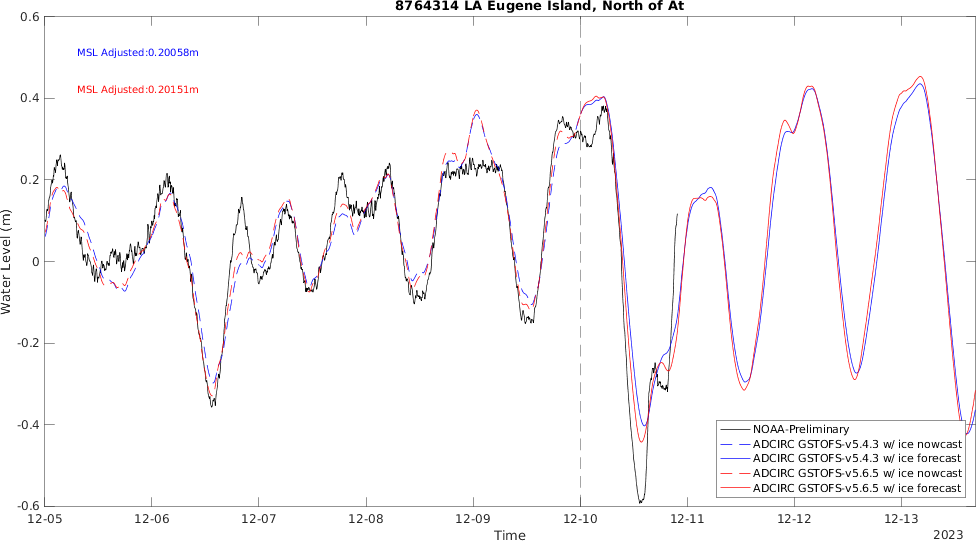 8764314 LA Eugene Island, North of At
0.6
MSL Adjusted:0.20058m
MSL Adjusted:0.20151m
0.4
0.2
0
-0.2
-0.4
-0.6
Water Level (m)
NOAA-Preliminary
ADCIRC GSTOFS-v5.4.3 w/ ice nowcast
ADCIRC GSTOFS-v5.4.3 w/ ice forecast
ADCIRC GSTOFS-v5.6.5 w/ ice nowcast
ADCIRC GSTOFS-v5.6.5 w/ ice forecast
12-05 12-06 12-07 12-08 12-09 12-10 12-11 12-12 12-13
Time
2023